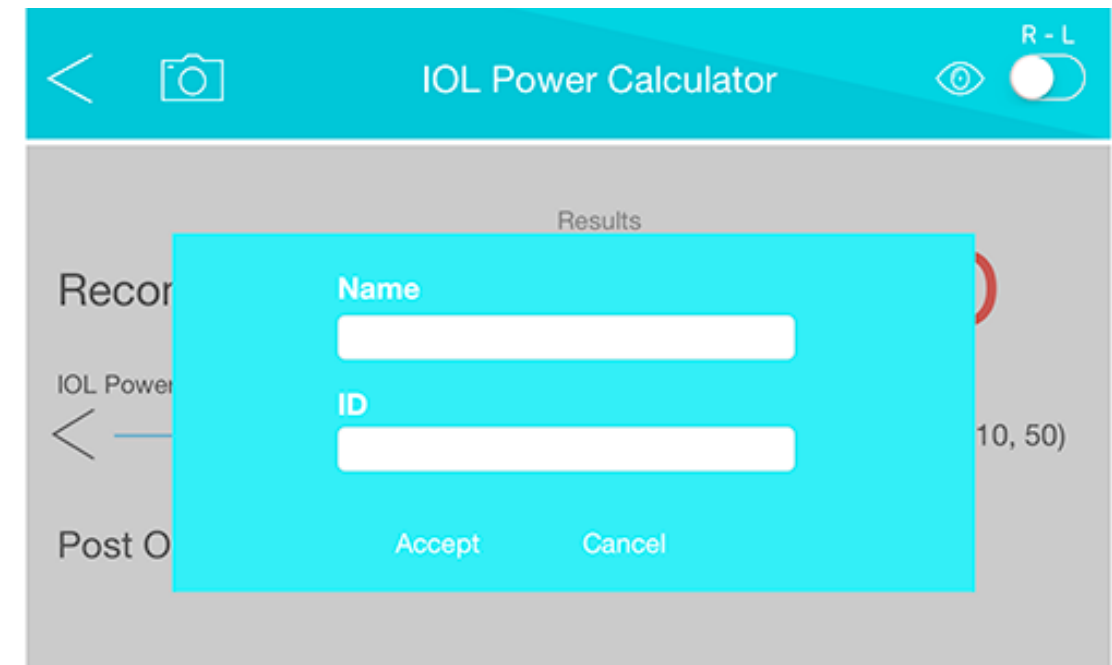 R - L
IOL Power Calculator
Results
Recor
Name
IOL Power
ID
10, 50)
Post O
Accept Cancel